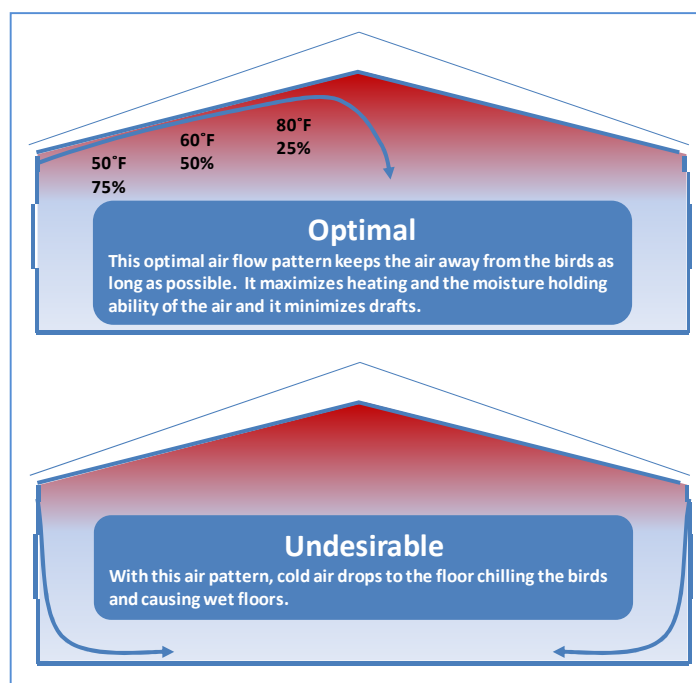 80˚F
25%
60˚F
50%
50˚F
75%
Optimal
This optimal air flow pattern keeps the air away from the birds as
long as possible.  It maximizes heating and the moisture holding
ability of the air and it minimizes drafts.
Undesirable
With this air pattern, cold air drops to the floor chilling the birds
and causing wet floors.